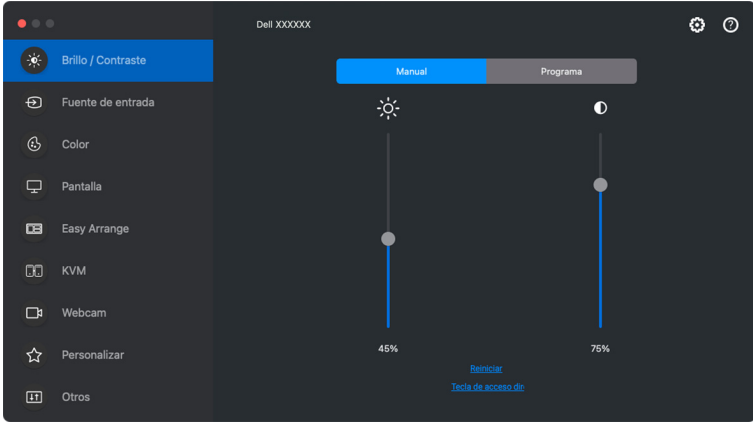 Dell XXXXXX
Brillo / Contraste
Fuente de entrada
Color
Pantalla
Easy Arrange
KVM
Webcam
Personalizar
Otros
Manual
Programa
45%
75%
Reiniciar
Tecla de acceso dir